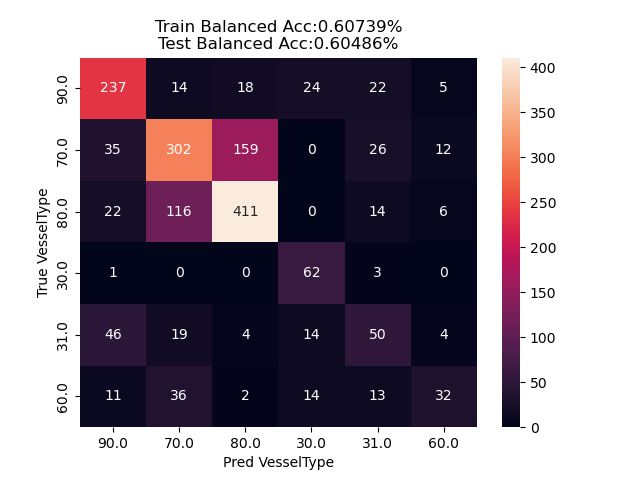 Train Balanced Acc:0.60739%
Test Balanced Acc:0.60486%
90.0 237 14 18 24 22 5
70.0 35 302 159 0 26 12
80.0 22 116 411 0 14 6
30.0 1 0 0 62 3 0
31.0 46 19 4 14 50 4
60.0 11 36 2 14 13 32
90.0 70.0 80.0 30.0 31.0 60.0
Pred VesselType
True VesselType
400
350
300
250
200
150
100
50
0